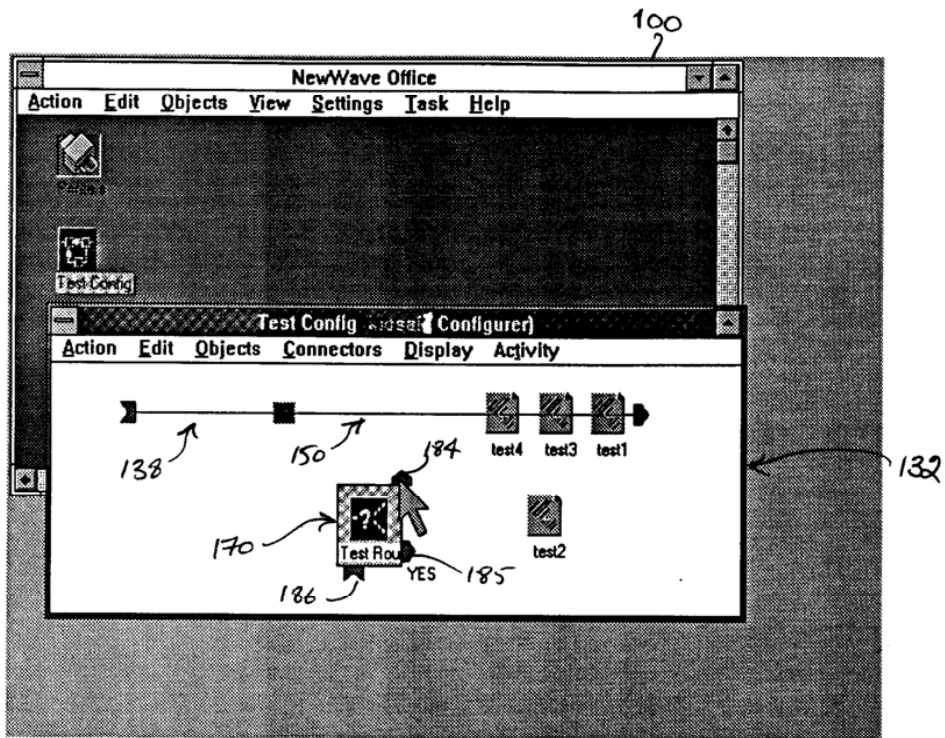 100
NewWave Office
Action Edit Objects View Settings Task Help
Test Config
Test Config Configurer)
Action Edit Objects Connectors Display Activity
138
150
test4 test3 test1
184
132
170
Test Rou
test2
YES
185
186